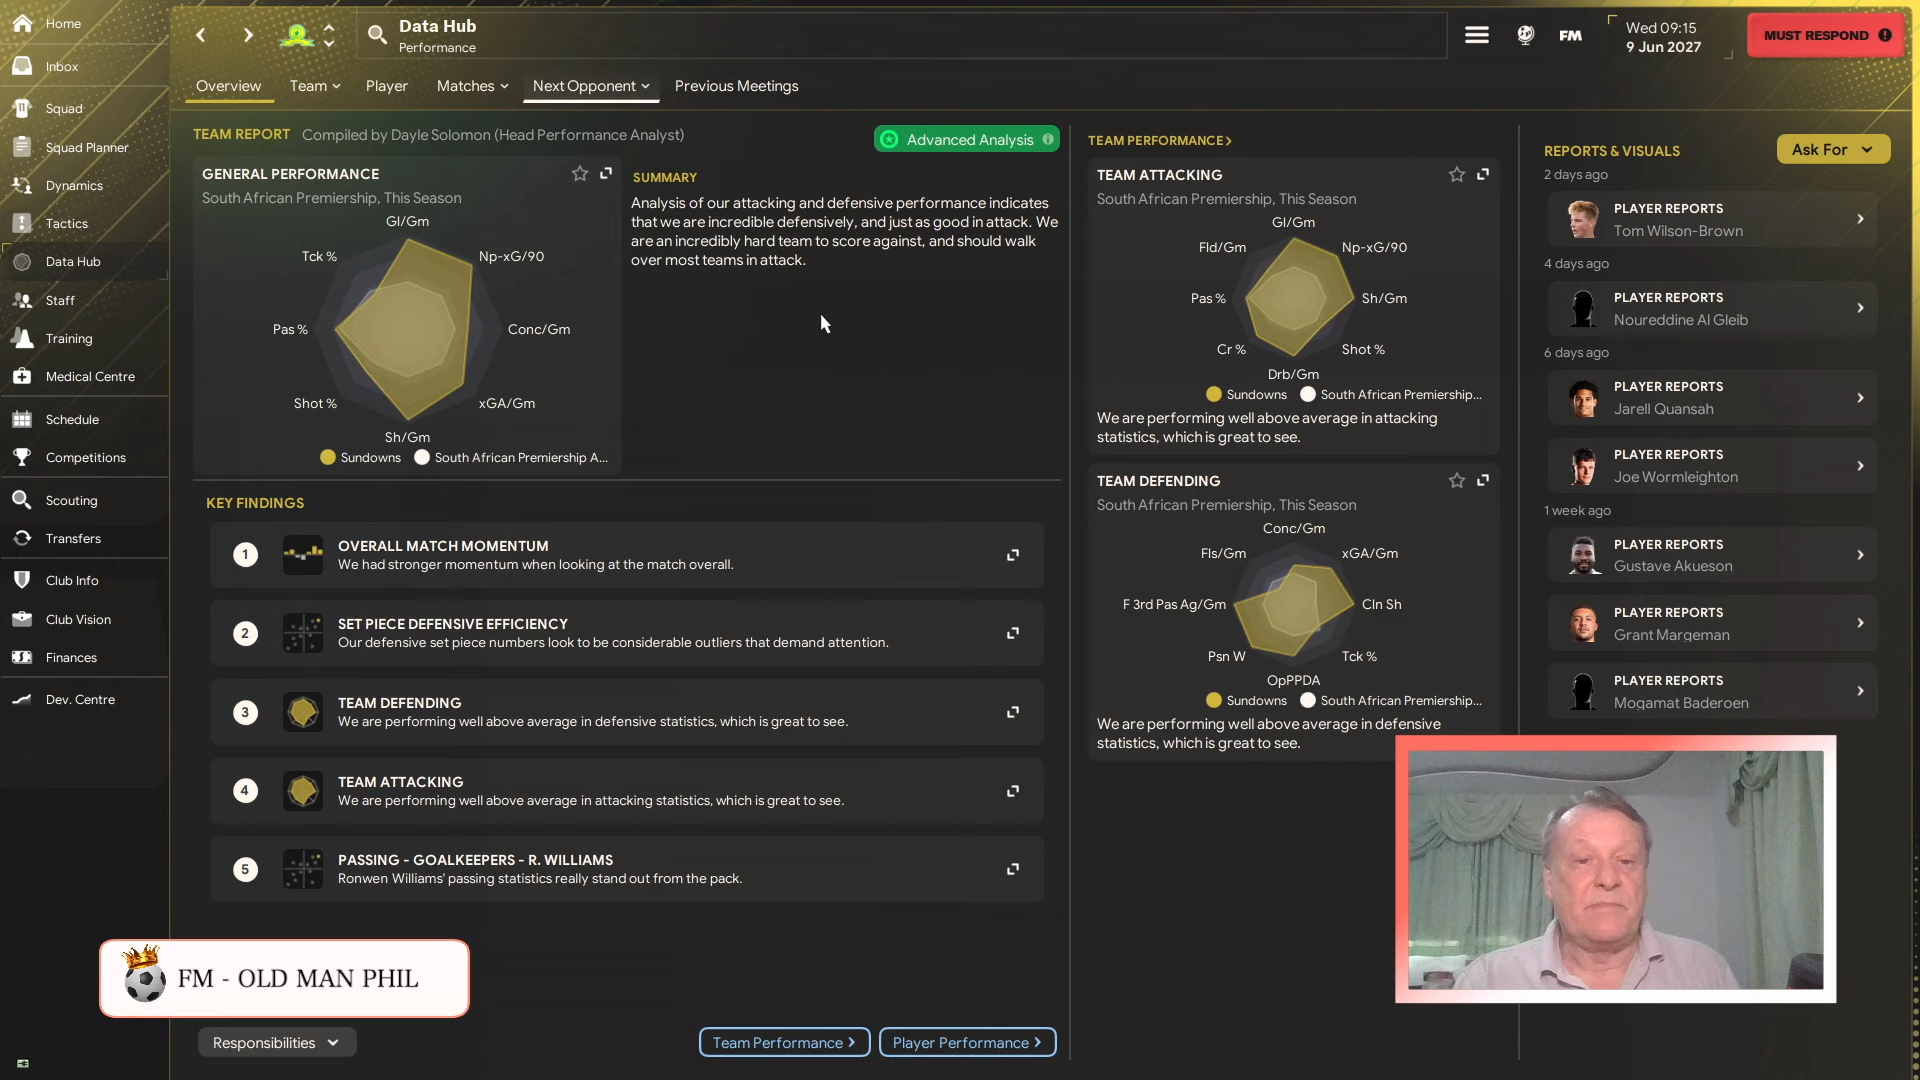 Home
Inbox
Squad
Squad Planner
Dynamics
Tactics
Data Hub
Staff
Training
Medical Centre
Schedule
Competitions
Scouting
Transfers
Club Info
Club Vision
Finances
Dev. Centre
Data Hub
Performance
FM
Wed 09:15
9 Jun 2027
MUST RESPOND
Overview
Team
Player
Matches
Next Opponent
Previous Meetings
TEAM REPORT Compiled by Dayle Solomon (Head Performance Analyst)
Advanced Analysis
GENERAL PERFORMANCE
South African Premiership, This Season
Gl/Gm
Tck %
Np-xG/90
Pas %
Conc/Gm
Shot %
xGA/Gm
Sh/Gm
Sundowns
South African Premiership A...
SUMMARY
Analysis of our attacking and defensive performance indicates
that we are incredible defensively, and just as good in attack. We
are an incredibly hard team to score against, and should walk
over most teams in attack.
KEY FINDINGS
1
OVERALL MATCH MOMENTUM
We had stronger momentum when looking at the match overall.
2
SET PIECE DEFENSIVE EFFICIENCY
Our defensive set piece numbers look to be considerable outliers that demand attention.
3
TEAM DEFENDING
We are performing well above average in defensive statistics, which is great to see.
4
TEAM ATTACKING
We are performing well above average in attacking statistics, which is great to see.
5
PASSING - GOALKEEPERS - R. WILLIAMS
Ronwen Williams' passing statistics really stand out from the pack.
FM - OLD MAN PHIL
Responsibilities
Team Performance
Player Performance
TEAM PERFORMANCE
TEAM ATTACKING
South African Premiership, This Season
Gl/Gm
Fld/Gm
Np-xG/90
Pas %
Sh/Gm
Cr %
Shot %
Drb/Gm
Sundowns
South African Premiership...
We are performing well above average in attacking
statistics, which is great to see.
TEAM DEFENDING
South African Premiership, This Season
Conc/Gm
Fls/Gm
xGA/Gm
F 3rd Pas Ag/Gm
Cln Sh
Psn W
Tck %
OpPPDA
Sundowns
South African Premiership...
We are performing well above average in defensive
statistics, which is great to see.
REPORTS & VISUALS
Ask For
2 days ago
PLAYER REPORTS
Tom Wilson-Brown
4 days ago
PLAYER REPORTS
Noureddine Al Gleib
6 days ago
PLAYER REPORTS
Jarell Quansah
PLAYER REPORTS
Joe Wormleighton
1 week ago
PLAYER REPORTS
Gustave Akueson
PLAYER REPORTS
Grant Margeman
PLAYER REPORTS
Mogamat Baderoen